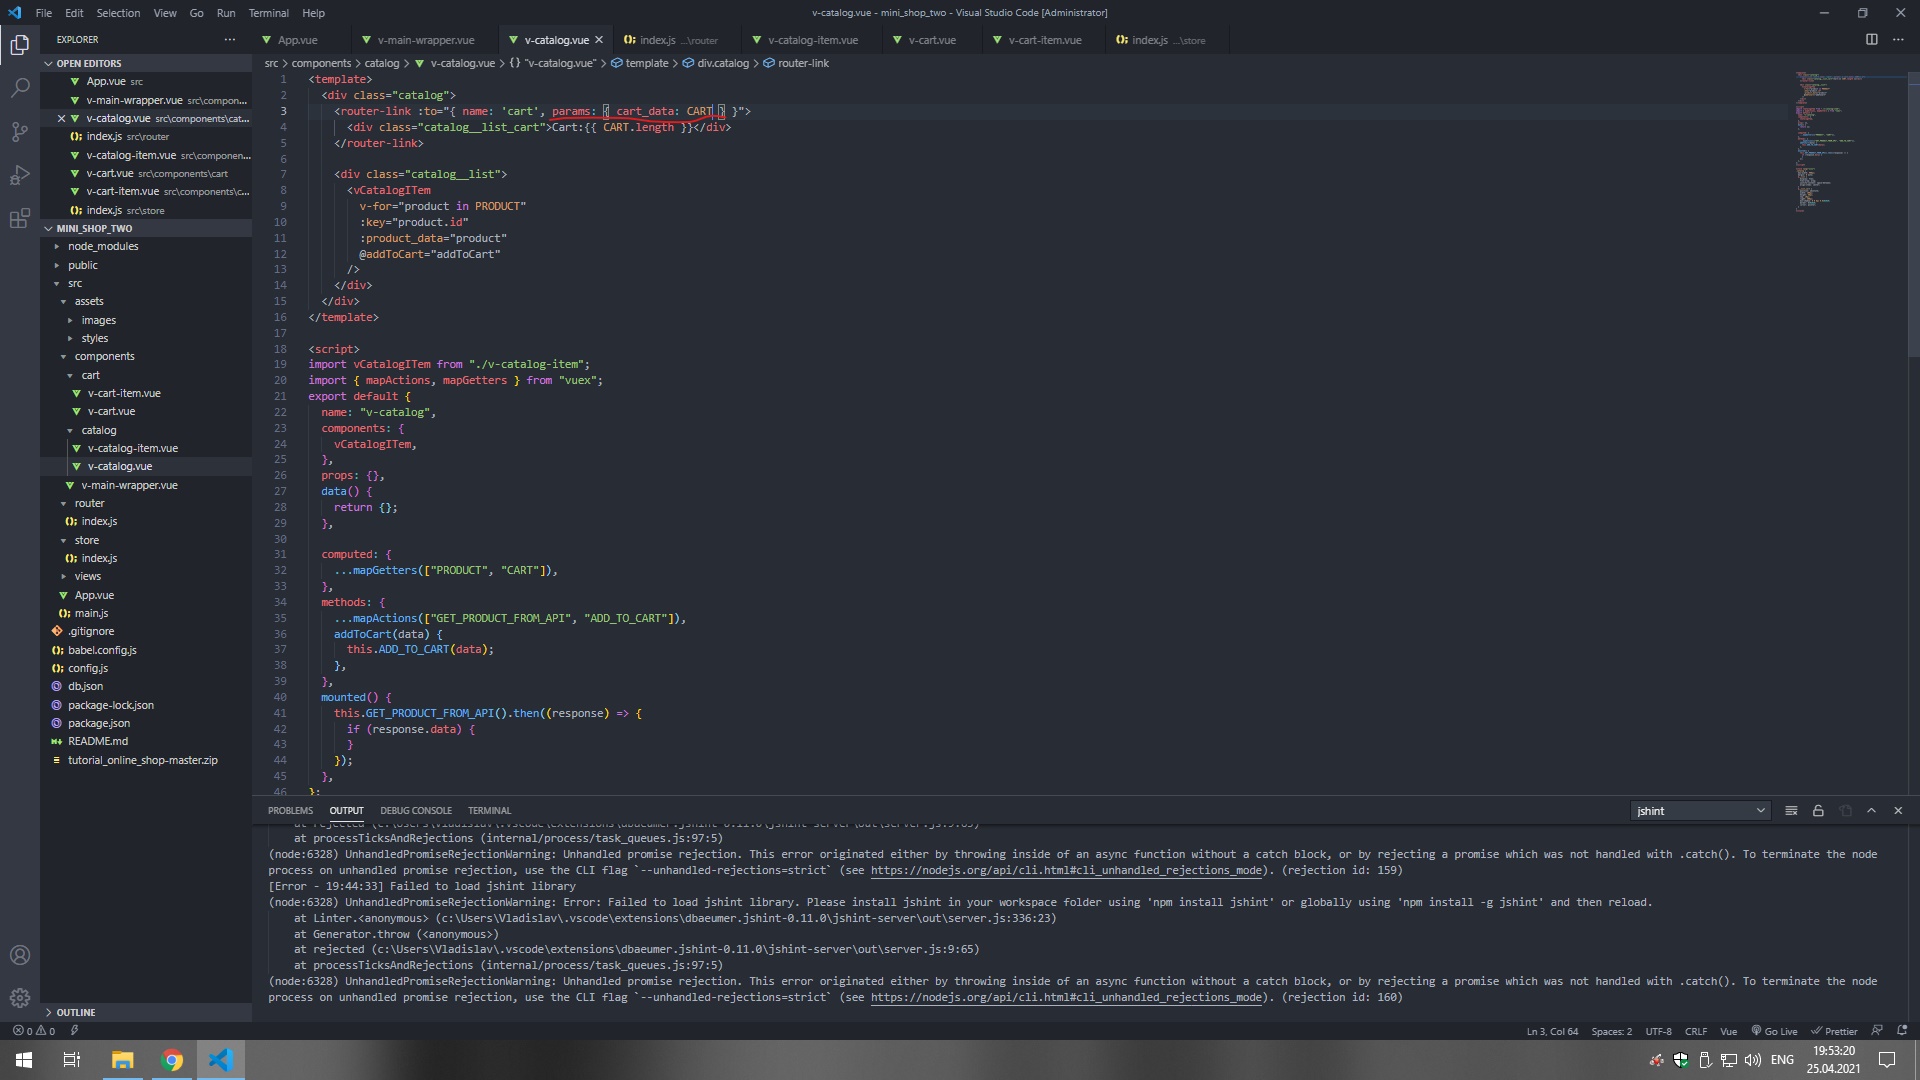 File Edit Selection View Go Run Terminal Help
v-catalog.vue - mini_shop_two - Visual Studio Code [Administrator]
EXPLORER
App.vue
v-main-wrapper.vue
v-catalog.vue
index.js ...\router
v-catalog-item.vue
v-cart.vue
v-cart-item.vue
index.js ...\store
OPEN EDITORS
App.vue src
v-main-wrapper.vue src\compon...
v-catalog.vue src\components\cat...
index.js src\router
v-catalog-item.vue src\componen...
v-cart.vue src\components\cart
v-cart-item.vue src\components\c...
index.js src\store
MINI_SHOP_TWO
node_modules
public
src
assets
images
styles
components
cart
v-cart-item.vue
v-cart.vue
catalog
v-catalog-item.vue
v-catalog.vue
v-main-wrapper.vue
router
index.js
store
index.js
views
App.vue
main.js
.gitignore
babel.config.js
config.js
db.json
package-lock.json
package.json
README.md
tutorial_online_shop-master.zip
OUTLINE
src > components > catalog > v-catalog.vue > {} "v-catalog.vue" > template > div.catalog > router-link
1 <template>
2 <div class="catalog">
3 <router-link :to="{ name: 'cart', params: { cart_data: CART } }">
4 <div class="catalog__list_cart">Cart:{{ CART.length }}</div>
5 </router-link>
6
7 <div class="catalog__list">
8 <vCatalogITem
9 v-for="product in PRODUCT"
10 :key="product.id"
11 :product_data="product"
12 @addToCart="addToCart"
13 />
14 </div>
15 </div>
16 </template>
17
18 <script>
19 import vCatalogITem from "./v-catalog-item";
20 import { mapActions, mapGetters } from "vuex";
21 export default {
22 name: "v-catalog",
23 components: {
24 vCatalogITem,
25 },
26 props: {},
27 data() {
28 return {};
29 },
30
31 computed: {
32 ...mapGetters(["PRODUCT", "CART"]),
33 },
34 methods: {
35 ...mapActions(["GET_PRODUCT_FROM_API", "ADD_TO_CART"]),
36 addToCart(data) {
37 this.ADD_TO_CART(data);
38 },
39 },
40 mounted() {
41 this.GET_PRODUCT_FROM_API().then((response) => {
42 if (response.data) {
43 }
44 });
45 },
46 };
PROBLEMS OUTPUT DEBUG CONSOLE TERMINAL
jshint
at rejected (c:\Users\Vladislav\.vscode\extensions\dbaeumer.jshint-0.11.0\jshint-server\out\server.js:9:65)
at processTicksAndRejections (internal/process/task_queues.js:97:5)
(node:6328) UnhandledPromiseRejectionWarning: Unhandled promise rejection. This error originated either by throwing inside of an async function without a catch block, or by rejecting a promise which was not handled with .catch(). To terminate the node
process on unhandled promise rejection, use the CLI flag `--unhandled-rejections=strict` (see https://nodejs.org/api/cli.html#cli_unhandled_rejections_mode). (rejection id: 159)
[Error - 19:44:33] Failed to load jshint library
(node:6328) UnhandledPromiseRejectionWarning: Error: Failed to load jshint library. Please install jshint in your workspace folder using 'npm install jshint' or globally using 'npm install -g jshint' and then reload.
at Linter.<anonymous> (c:\Users\Vladislav\.vscode\extensions\dbaeumer.jshint-0.11.0\jshint-server\out\server.js:336:23)
at Generator.throw (<anonymous>)
at rejected (c:\Users\Vladislav\.vscode\extensions\dbaeumer.jshint-0.11.0\jshint-server\out\server.js:9:65)
at processTicksAndRejections (internal/process/task_queues.js:97:5)
(node:6328) UnhandledPromiseRejectionWarning: Unhandled promise rejection. This error originated either by throwing inside of an async function without a catch block, or by rejecting a promise which was not handled with .catch(). To terminate the node
process on unhandled promise rejection, use the CLI flag `--unhandled-rejections=strict` (see https://nodejs.org/api/cli.html#cli_unhandled_rejections_mode). (rejection id: 160)
0 0
Ln 3, Col 64 Spaces: 2 UTF-8 CRLF Vue Go Live Prettier
ENG
19:53:20
25.04.2021